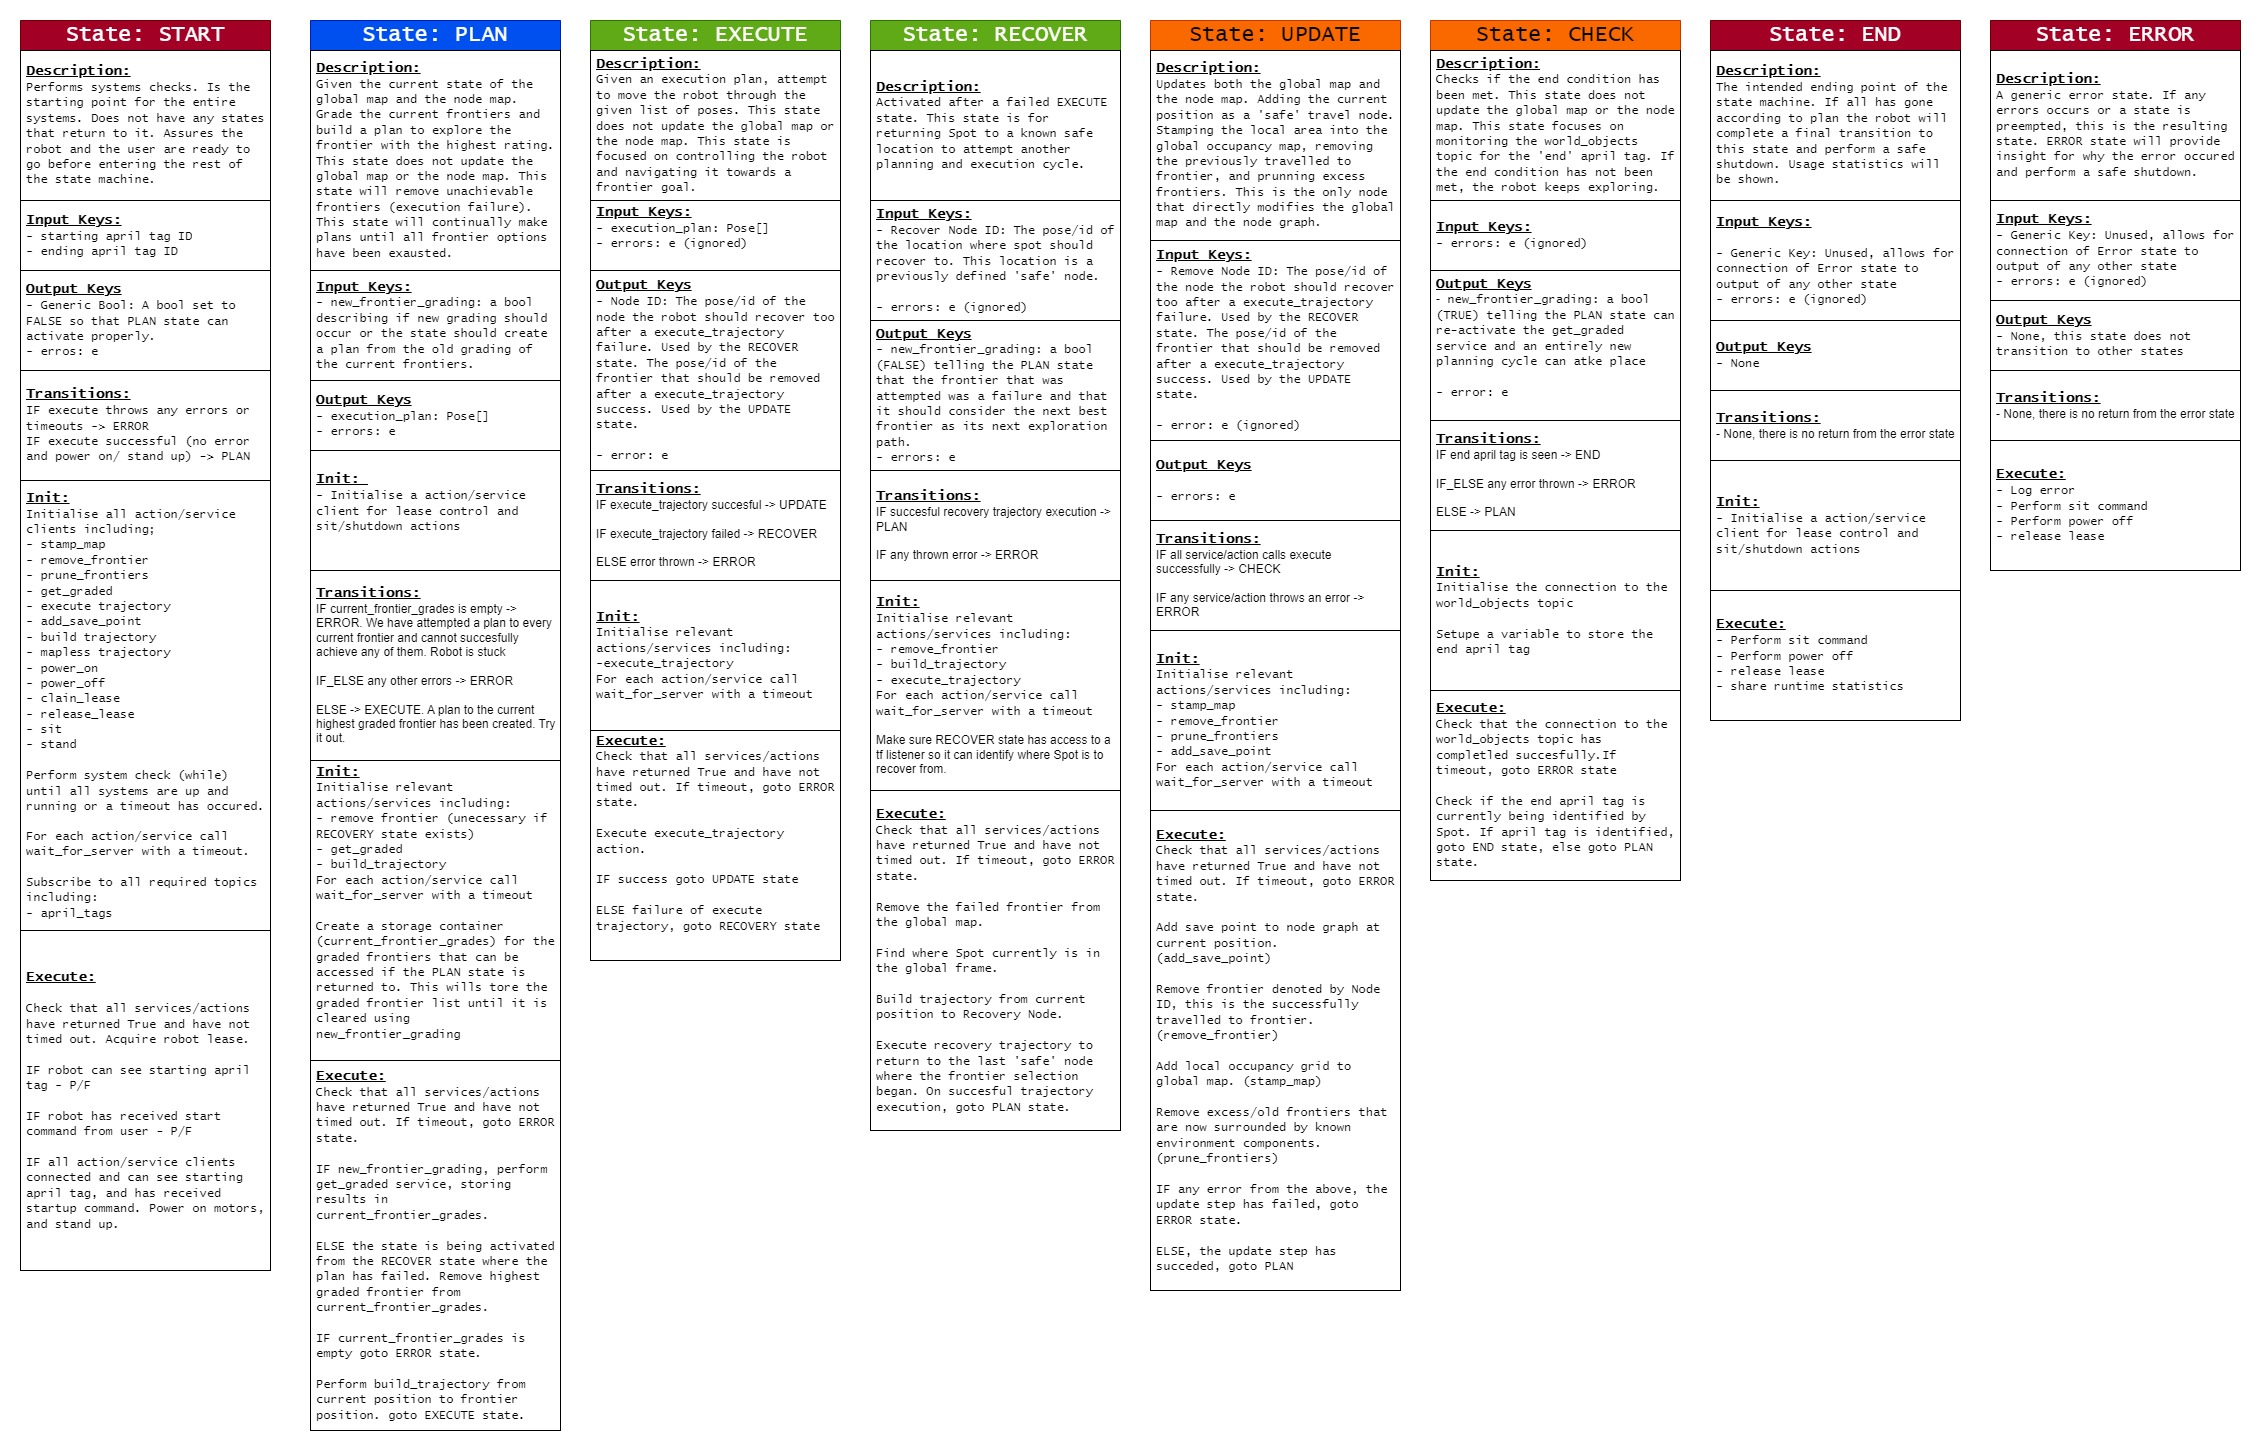 State: START
Description:
Performs systems checks. Is the
starting point for the entire
systems. Does not have any states
that return to it. Assures the
robot and the user are ready to
go before entering the rest of
the state machine.
Input Keys:
- starting april tag ID
- ending april tag ID
Output Keys
- Generic Bool: A bool set to
FALSE so that PLAN state can
activate properly.
- erros: e
Transitions:
IF execute throws any errors or
timeouts -> ERROR
IF execute successful (no error
and power on/ stand up) -> PLAN
Init:
Initialise all action/service
clients including;
- stamp_map
- remove_frontier
- prune_frontiers
- get_graded
- execute trajectory
- add_save_point
- build trajectory
- mapless trajectory
- power_on
- power_off
- clain_lease
- release_lease
- sit
- stand
Perform system check (while)
until all systems are up and
running or a timeout has occured.
For each action/service call
wait_for_server with a timeout.
Subscribe to all required topics
including:
- april_tags
Execute:
Check that all services/actions
have returned True and have not
timed out. Acquire robot lease.
IF robot can see starting april
tag - P/F
IF robot has received start
command from user - P/F
IF all action/service clients
connected and can see starting
april tag, and has received
startup command. Power on motors,
and stand up.
State: PLAN
Description:
Given the current state of the
global map and the node map.
Grade the current frontiers and
build a plan to explore the
frontier with the highest rating.
This state does not update the
global map or the node map. This
state will remove unachievable
frontiers (execution failure).
This state will continually make
plans until all frontier options
have been exausted.
Input Keys:
- new_frontier_grading: a bool
describing if new grading should
occur or the state should create
a plan from the old grading of
the current frontiers.
Output Keys
- execution_plan: Pose[]
- errors: e
Init:
- Initialise a action/service
client for lease control and
sit/shutdown actions
Transitions:
IF current_frontier_grades is empty ->
ERROR. We have attempted a plan to every
current frontier and cannot succesfully
achieve any of them. Robot is stuck
IF_ELSE any other errors -> ERROR
ELSE -> EXECUTE. A plan to the current
highest graded frontier has been created. Try
it out.
Init:
Initialise relevant
actions/services including:
- remove frontier (unecessary if
RECOVERY state exists)
- get_graded
- build_trajectory
For each action/service call
wait_for_server with a timeout
Create a storage container
(current_frontier_grades) for the
graded frontiers that can be
accessed if the PLAN state is
returned to. This wills tore the
graded frontier list until it is
cleared using
new_frontier_grading
Execute:
Check that all services/actions
have returned True and have not
timed out. If timeout, goto ERROR
state.
IF new_frontier_grading, perform
get_graded service, storing
results in
current_frontier_grades.
ELSE the state is being activated
from the RECOVER state where the
plan has failed. Remove highest
graded frontier from
current_frontier_grades.
IF current_frontier_grades is
empty goto ERROR state.
Perform build_trajectory from
current position to frontier
position. goto EXECUTE state.
State: EXECUTE
Description:
Given an execution plan, attempt
to move the robot through the
given list of poses. This state
does not update the global map or
the node map. This state is
focused on controlling the robot
and navigating it towards a
frontier goal.
Input Keys:
- execution_plan: Pose[]
- errors: e (ignored)
Output Keys
- Node ID: The pose/id of the
node the robot should recover too
after a execute_trajectory
failure. Used by the RECOVER
state. The pose/id of the
frontier that should be removed
after a execute_trajectory
success. Used by the UPDATE
state.
- error: e
Transitions:
IF execute_trajectory succesful -> UPDATE
IF execute_trajectory failed -> RECOVER
ELSE error thrown -> ERROR
Init:
Initialise relevant
actions/services including:
-execute_trajectory
For each action/service call
wait_for_server with a timeout
Execute:
Check that all services/actions
have returned True and have not
timed out. If timeout, goto ERROR
state.
Execute execute_trajectory
action.
IF success goto UPDATE state
ELSE failure of execute
trajectory, goto RECOVERY state
State: RECOVER
Description:
Activated after a failed EXECUTE
state. This state is for
returning Spot to a known safe
location to attempt another
planning and execution cycle.
Input Keys:
- Recover Node ID: The pose/id of
the location where spot should
recover to. This location is a
previously defined 'safe' node.
- errors: e (ignored)
Output Keys
- new_frontier_grading: a bool
(FALSE) telling the PLAN state
that the frontier that was
attempted was a failure and that
it should consider the next best
frontier as its next exploration
path.
- errors: e
Transitions:
IF succesful recovery trajectory execution ->
PLAN
IF any thrown error -> ERROR
Init:
Initialise relevant
actions/services including:
- remove_frontier
- build_trajectory
- execute_trajectory
For each action/service call
wait_for_server with a timeout
Make sure RECOVER state has access to a
tf listener so it can identify where Spot is to
recover from.
Execute:
Check that all services/actions
have returned True and have not
timed out. If timeout, goto ERROR
state.
Remove the failed frontier from
the global map.
Find where Spot currently is in
the global frame.
Build trajectory from current
position to Recovery Node.
Execute recovery trajectory to
return to the last 'safe' node
where the frontier selection
began. On succesful trajectory
execution, goto PLAN state.
State: UPDATE
Description:
Updates both the global map and
the node map. Adding the current
position as a 'safe' travel node.
Stamping the local area into the
global occupancy map, removing
the previously travelled to
frontier, and prunning excess
frontiers. This is the only node
that directly modifies the global
map and the node graph.
Input Keys:
- Remove Node ID: The pose/id of
the node the robot should recover
too after a execute_trajectory
failure. Used by the RECOVER
state. The pose/id of the
frontier that should be removed
after a execute_trajectory
success. Used by the UPDATE
state.
- error: e (ignored)
Output Keys
- errors: e
Transitions:
IF all service/action calls execute
successfully -> CHECK
IF any service/action throws an error ->
ERROR
Init:
Initialise relevant
actions/services including:
- stamp_map
- remove_frontier
- prune_frontiers
- add_save_point
For each action/service call
wait_for_server with a timeout
Execute:
Check that all services/actions
have returned True and have not
timed out. If timeout, goto ERROR
state.
Add save point to node graph at
current position.
(add_save_point)
Remove frontier denoted by Node
ID, this is the successfully
travelled to frontier.
(remove_frontier)
Add local occupancy grid to
global map. (stamp_map)
Remove excess/old frontiers that
are now surrounded by known
environment components.
(prune_frontiers)
IF any error from the above, the
update step has failed, goto
ERROR state.
ELSE, the update step has
succeded, goto PLAN
State: CHECK
Description:
Checks if the end condition has
been met. This state does not
update the global map or the node
map. This state focuses on
monitoring the world_objects
topic for the 'end' april tag. If
the end condition has not been
met, the robot keeps exploring.
Input Keys:
- errors: e (ignored)
Output Keys
- new_frontier_grading: a bool
(TRUE) telling the PLAN state can
re-activate the get_graded
service and an entirely new
planning cycle can atke place
- error: e
Transitions:
IF end april tag is seen -> END
IF_ELSE any error thrown -> ERROR
ELSE -> PLAN
Init:
Initialise the connection to the
world_objects topic
Setupe a variable to store the
end april tag
Execute:
Check that the connection to the
world_objects topic has
completled succesfully.If
timeout, goto ERROR state
Check if the end april tag is
currently being identified by
Spot. If april tag is identified,
goto END state, else goto PLAN
state.
State: END
Description:
The intended ending point of the
state machine. If all has gone
according to plan the robot will
complete a final transition to
this state and perform a safe
shutdown. Usage statistics will
be shown.
Input Keys:
- Generic Key: Unused, allows for
connection of Error state to
output of any other state
- errors: e (ignored)
Output Keys
- None
Transitions:
- None, there is no return from the error state
Init:
- Initialise a action/service
client for lease control and
sit/shutdown actions
Execute:
- Perform sit command
- Perform power off
- release lease
- share runtime statistics
State: ERROR
Description:
A generic error state. If any
errors occurs or a state is
preempted, this is the resulting
state. ERROR state will provide
insight for why the error occured
and perform a safe shutdown.
Input Keys:
- Generic Key: Unused, allows for
connection of Error state to
output of any other state
- errors: e (ignored)
Output Keys
- None, this state does not
transition to other states
Transitions:
- None, there is no return from the error state
Execute:
- Log error
- Perform sit command
- Perform power off
- release lease